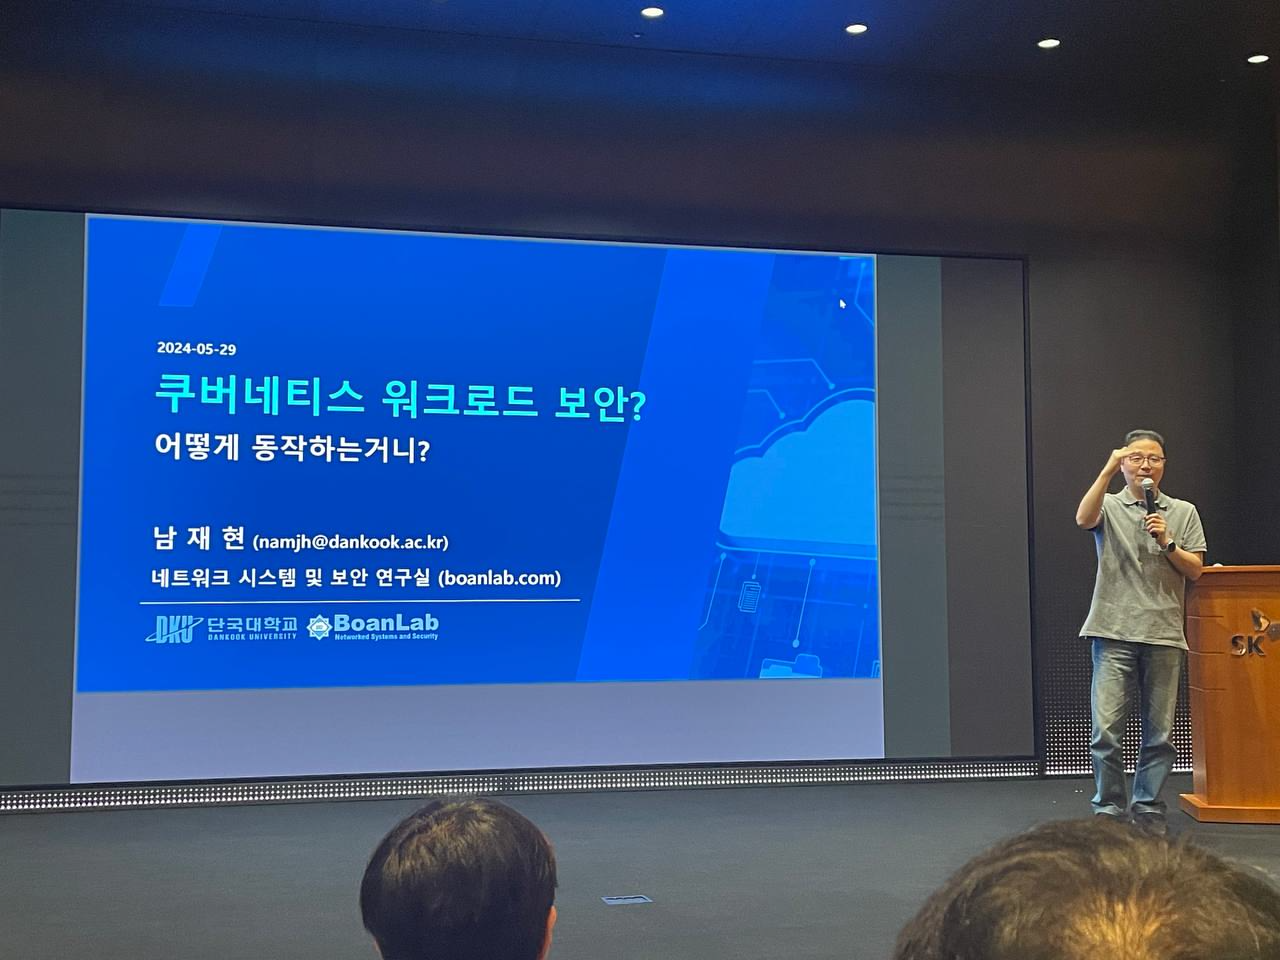 2024-05-29
쿠버네티스 워크로드 보안?
어떻게 동작하는거니?
남 재 현 (namjh@dankook.ac.kr)
네트워크 시스템 및 보안 연구실 (boanlab.com)
DKU 단국대학교 BoanLab
DANKOOK UNIVERSITY Networked Systems and Security
SK